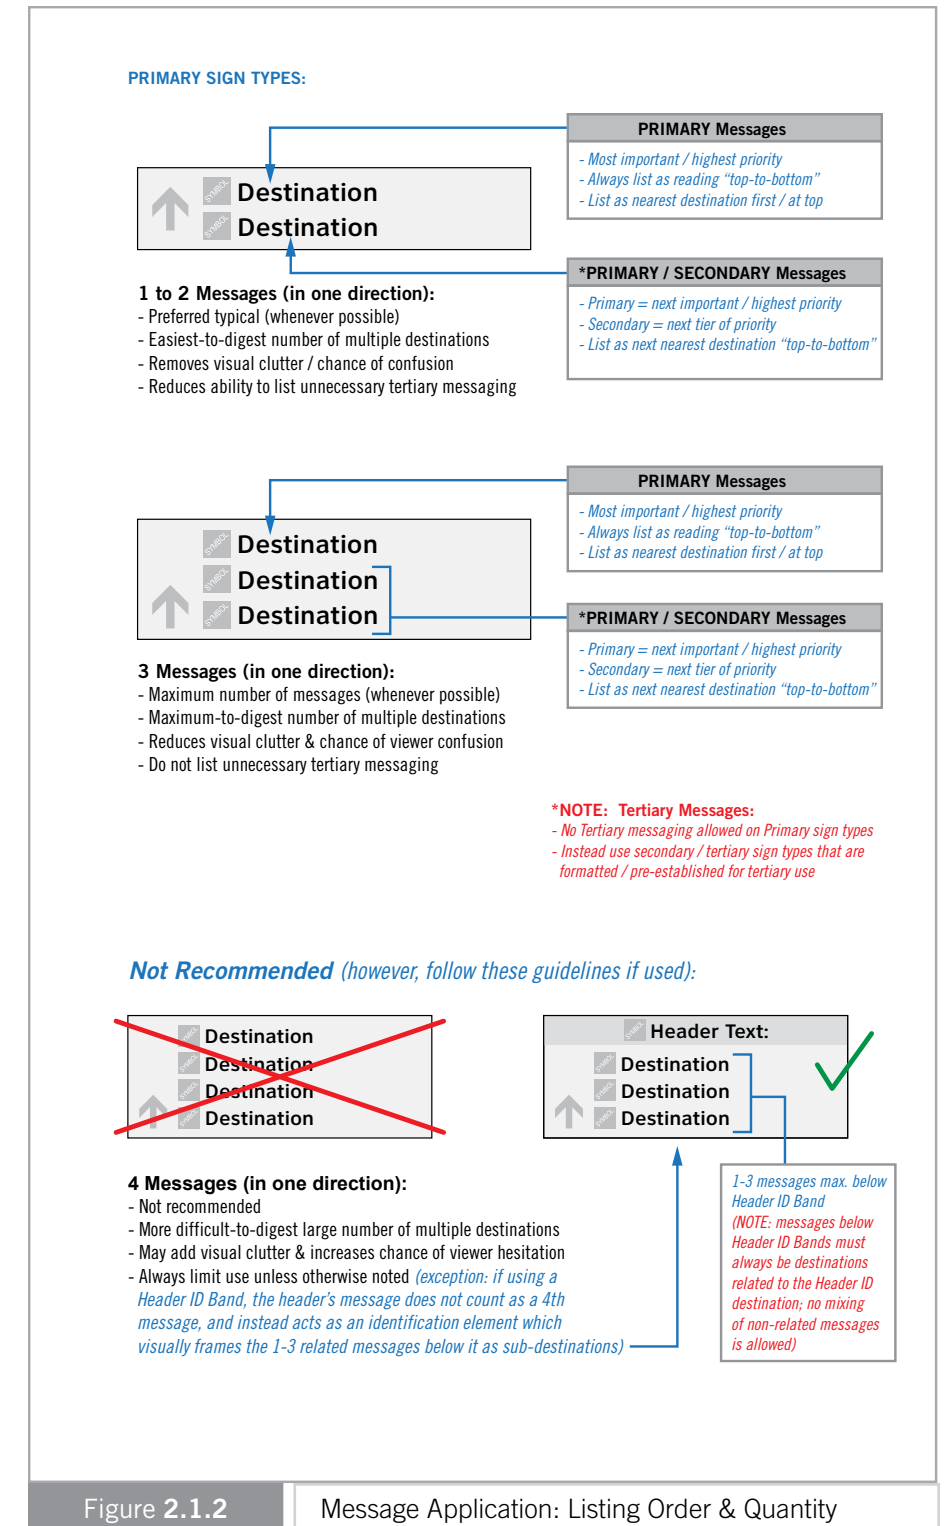 PRIMARY SIGN TYPES:
PRIMARY Messages
- Most important / highest priority
- Always list as reading “top-to-bottom”
- List as nearest destination first / at top
SYMBOL Destination
SYMBOL Destination
*PRIMARY / SECONDARY Messages
- Primary = next important / highest priority
- Secondary = next tier of priority
- List as next nearest destination “top-to-bottom”
1 to 2 Messages (in one direction):
- Preferred typical (whenever possible)
- Easiest-to-digest number of multiple destinations
- Removes visual clutter / chance of confusion
- Reduces ability to list unnecessary tertiary messaging
PRIMARY Messages
- Most important / highest priority
- Always list as reading “top-to-bottom”
- List as nearest destination first / at top
SYMBOL Destination
SYMBOL Destination
SYMBOL Destination
*PRIMARY / SECONDARY Messages
- Primary = next important / highest priority
- Secondary = next tier of priority
- List as next nearest destination “top-to-bottom”
3 Messages (in one direction):
- Maximum number of messages (whenever possible)
- Maximum-to-digest number of multiple destinations
- Reduces visual clutter & chance of viewer confusion
- Do not list unnecessary tertiary messaging
*NOTE: Tertiary Messages:
- No Tertiary messaging allowed on Primary sign types
- Instead use secondary / tertiary sign types that are
formatted / pre-established for tertiary use
Not Recommended (however, follow these guidelines if used):
SYMBOL Destination
SYMBOL Destination
SYMBOL Destination
SYMBOL Destination
SYMBOL Header Text:
SYMBOL Destination
SYMBOL Destination
SYMBOL Destination
4 Messages (in one direction):
- Not recommended
- More difficult-to-digest large number of multiple destinations
- May add visual clutter & increases chance of viewer hesitation
- Always limit use unless otherwise noted (exception: if using a
Header ID Band, the header’s message does not count as a 4th
message, and instead acts as an identification element which
visually frames the 1-3 related messages below it as sub-destinations)
1-3 messages max. below
Header ID Band
(NOTE: messages below
Header ID Bands must
always be destinations
related to the Header ID
destination; no mixing
of non-related messages
is allowed)
Figure 2.1.2
Message Application: Listing Order & Quantity